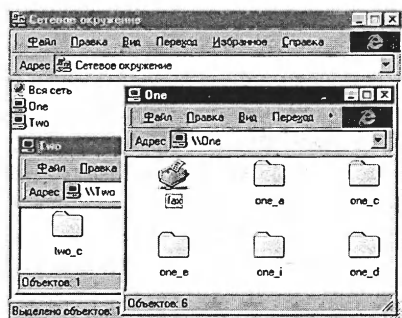 Сетевое окружение
Файл Правка Вид Переход Избранное Справка
Адрес Сетевое окружение
Вся сеть
One
Two
One
Файл Правка Вид Переход
Адрес \\One
fax one_a one_c
one_e one_i one_d
Объектов: 6
Two
Файл Правка
Адрес \\Two
two_c
Объектов: 1
Выделено объектов: 1